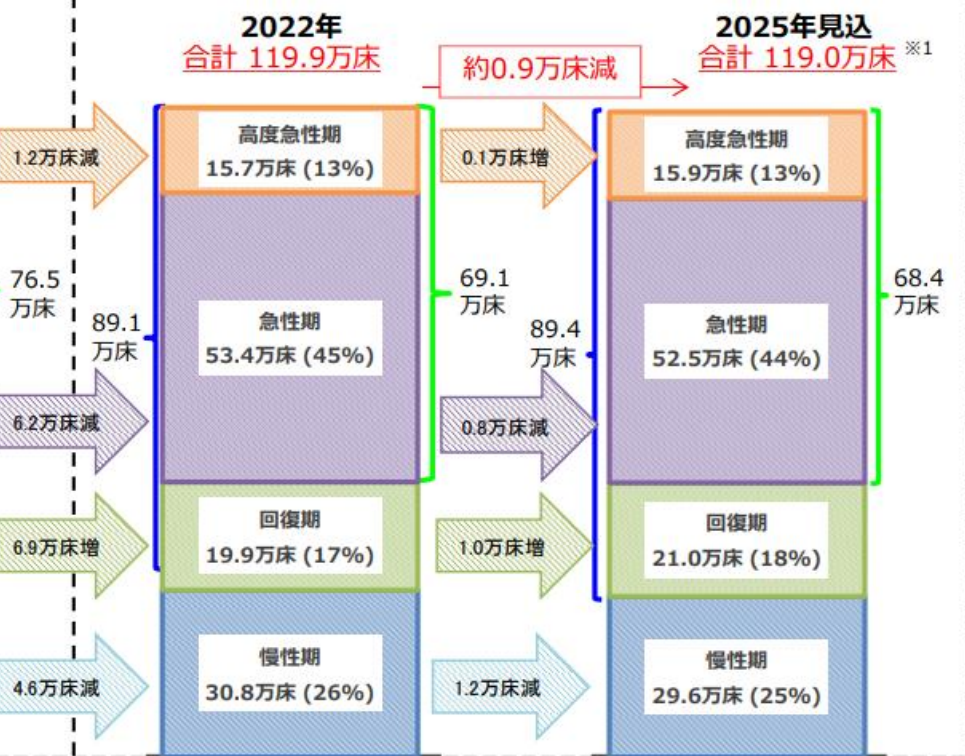 2022年
合計 119.9万床
約0.9万床減
2025年見込
合計 119.0万床 ※1
1.2万床減
高度急性期
15.7万床 (13%)
0.1万床増
高度急性期
15.9万床 (13%)
76.5
万床
89.1
万床
急性期
53.4万床 (45%)
69.1
万床
89.4
万床
急性期
52.5万床 (44%)
68.4
万床
6.2万床減
0.8万床減
6.9万床増
回復期
19.9万床 (17%)
1.0万床増
回復期
21.0万床 (18%)
4.6万床減
慢性期
30.8万床 (26%)
1.2万床減
慢性期
29.6万床 (25%)